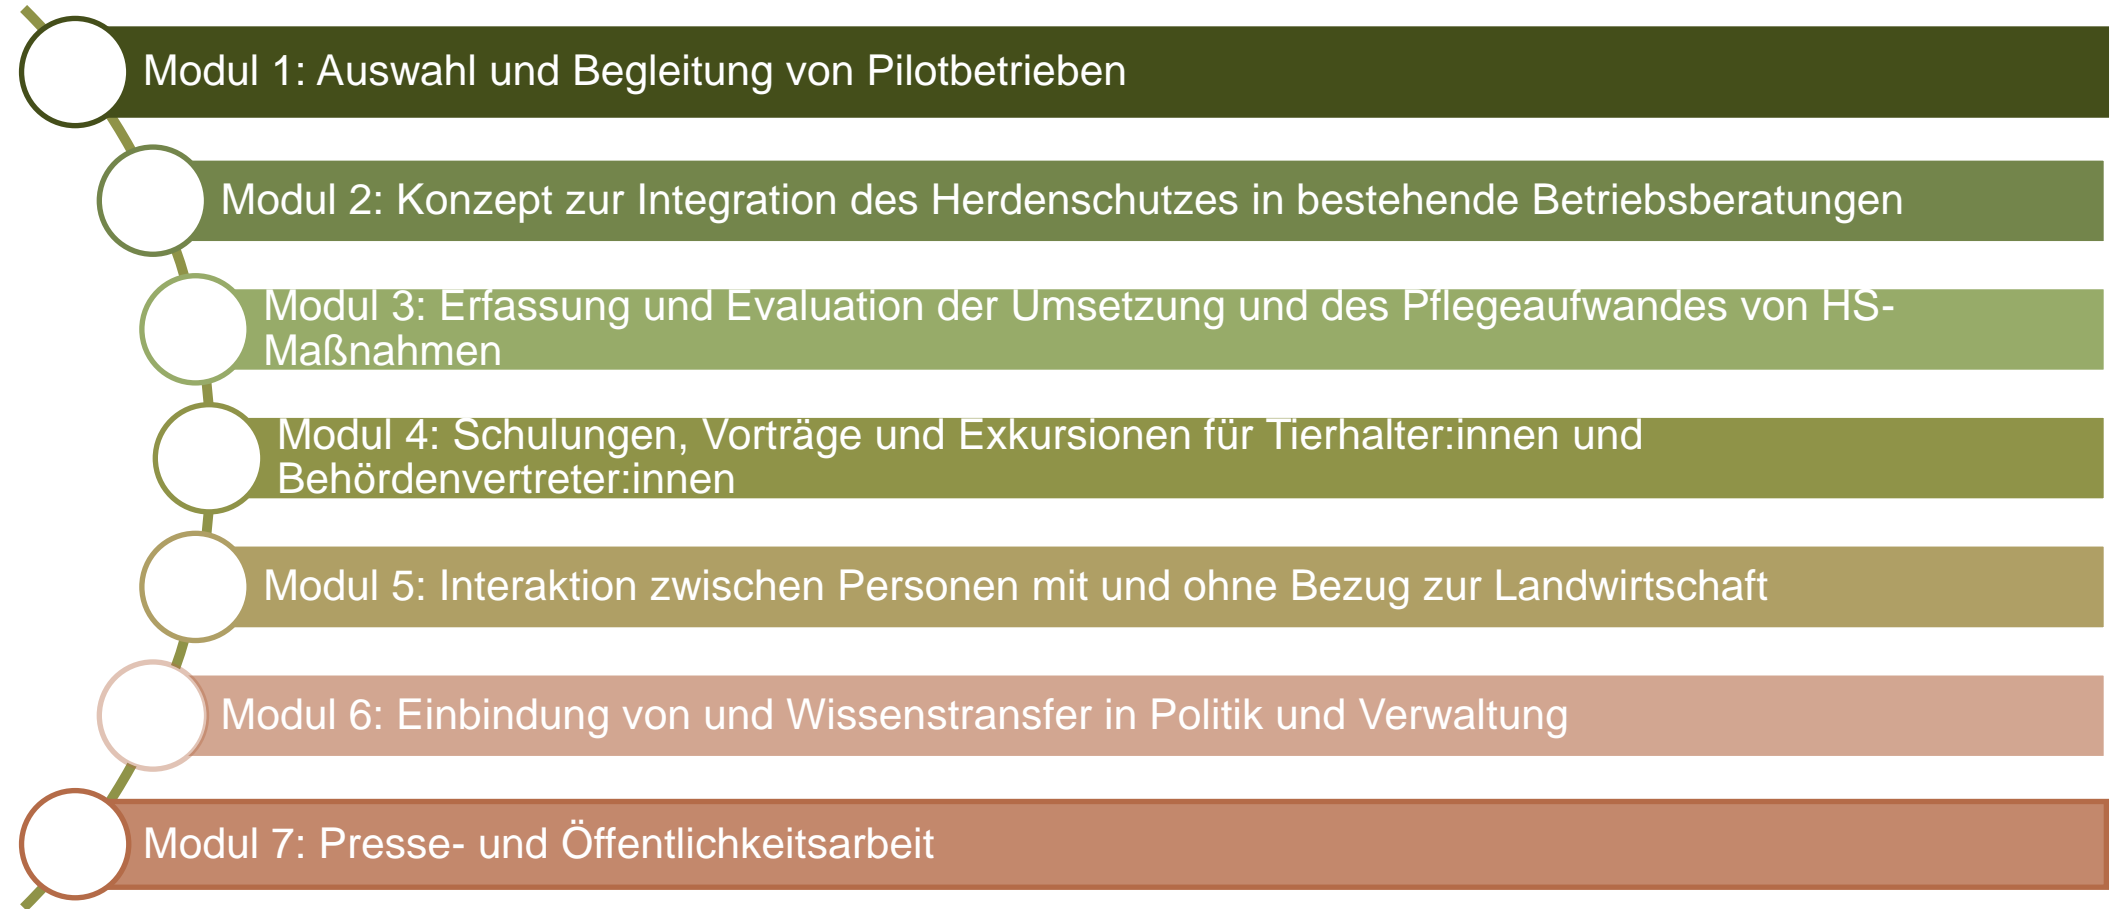 Modul 1: Auswahl und Begleitung von Pilotbetrieben
Modul 2: Konzept zur Integration des Herdenschutzes in bestehende Betriebsberatungen
Modul 3: Erfassung und Evaluation der Umsetzung und des Pflegeaufwandes von HS-
Maßnahmen
Modul 4: Schulungen, Vorträge und Exkursionen für Tierhalter:innen und
Behördenvertreter:innen
Modul 5: Interaktion zwischen Personen mit und ohne Bezug zur Landwirtschaft
Modul 6: Einbindung von und Wissenstransfer in Politik und Verwaltung
Modul 7: Presse- und Öffentlichkeitsarbeit